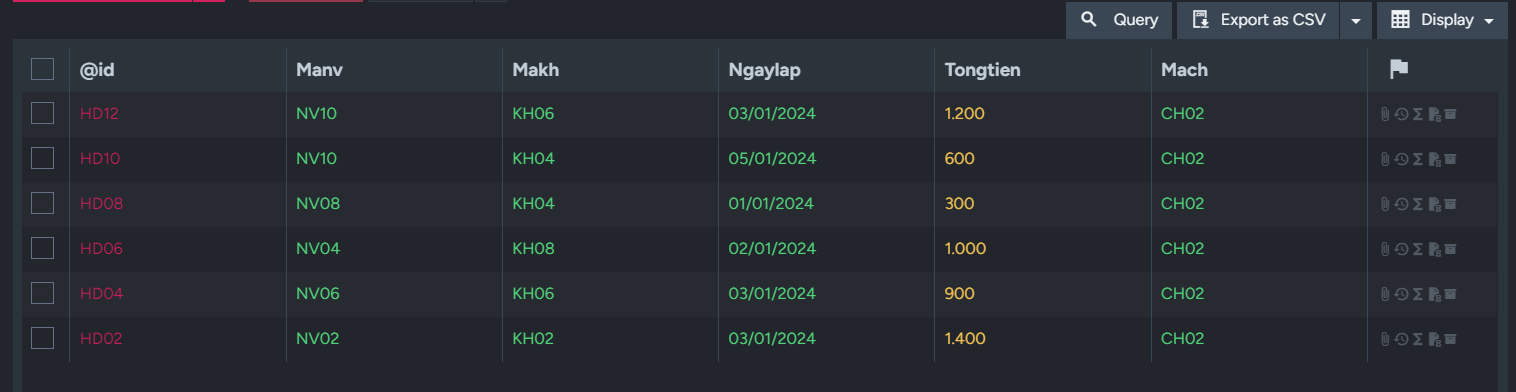 Query Export as CSV Display
@id Manv Makh Ngaylap Tongtien Mach
HD12 NV10 KH06 03/01/2024 1.200 CH02
HD10 NV10 KH04 05/01/2024 600 CH02
HD08 NV08 KH04 01/01/2024 300 CH02
HD06 NV04 KH08 02/01/2024 1.000 CH02
HD04 NV06 KH06 03/01/2024 900 CH02
HD02 NV02 KH02 03/01/2024 1.400 CH02